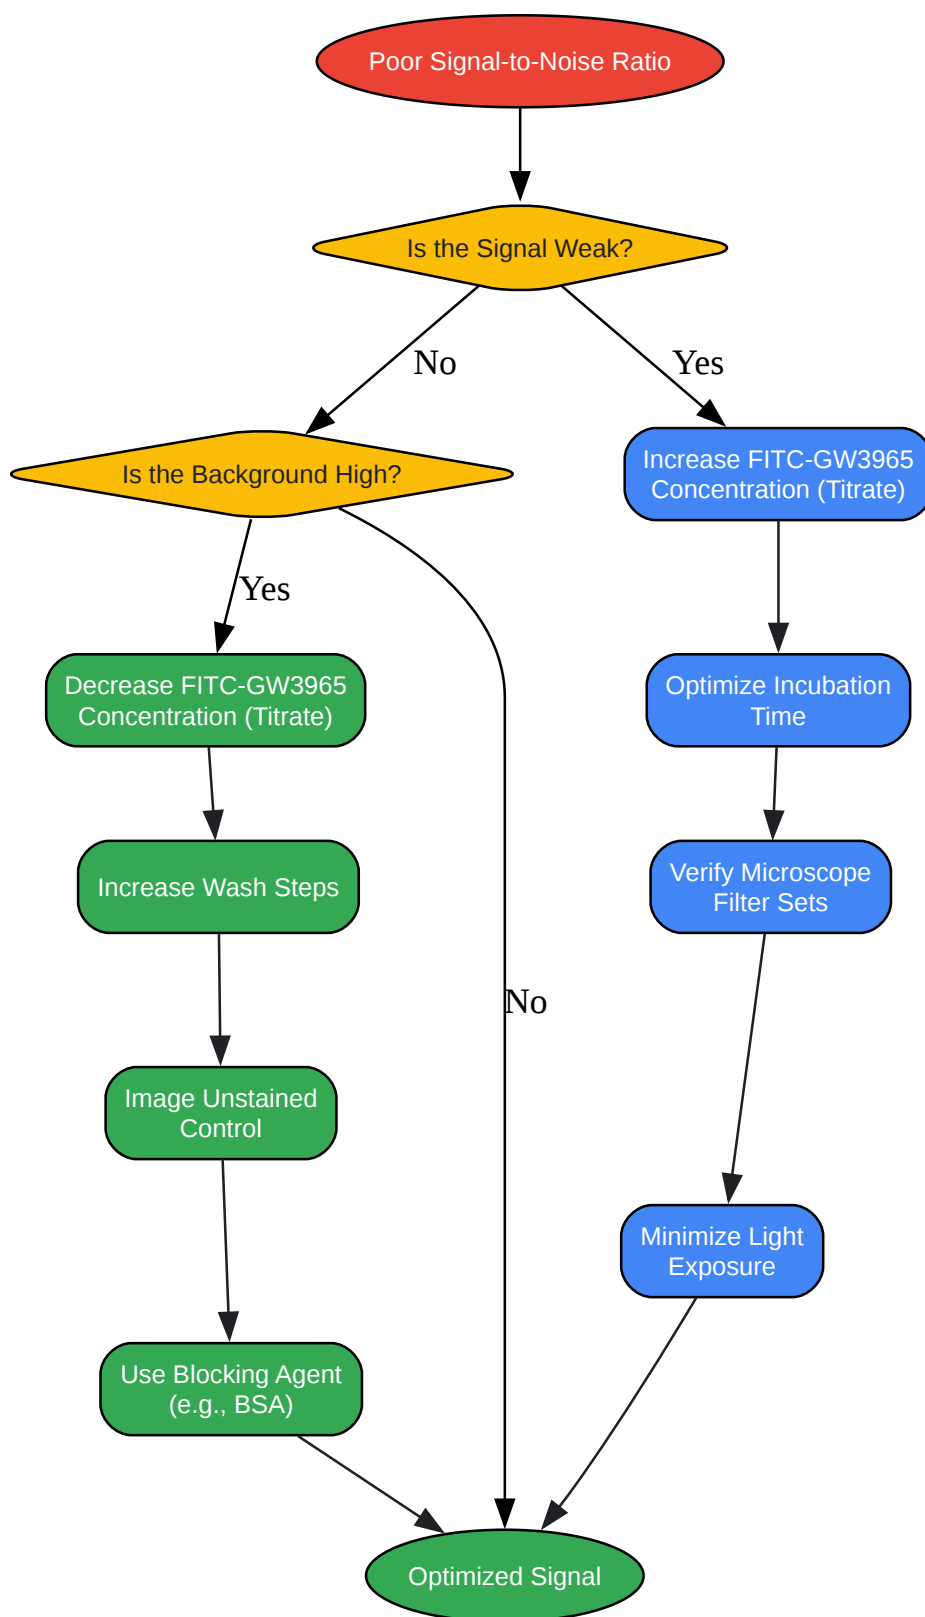 Poor Signal-to-Noise Ratio
Is the Signal Weak?
No
Yes
Is the Background High?
Increase FITC-GW3965
Concentration (Titrate)
Yes
Decrease FITC-GW3965
Concentration (Titrate)
Optimize Incubation
Time
Increase Wash Steps
Verify Microscope
Filter Sets
No
Image Unstained
Control
Minimize Light
Exposure
Use Blocking Agent
(e.g., BSA)
Optimized Signal